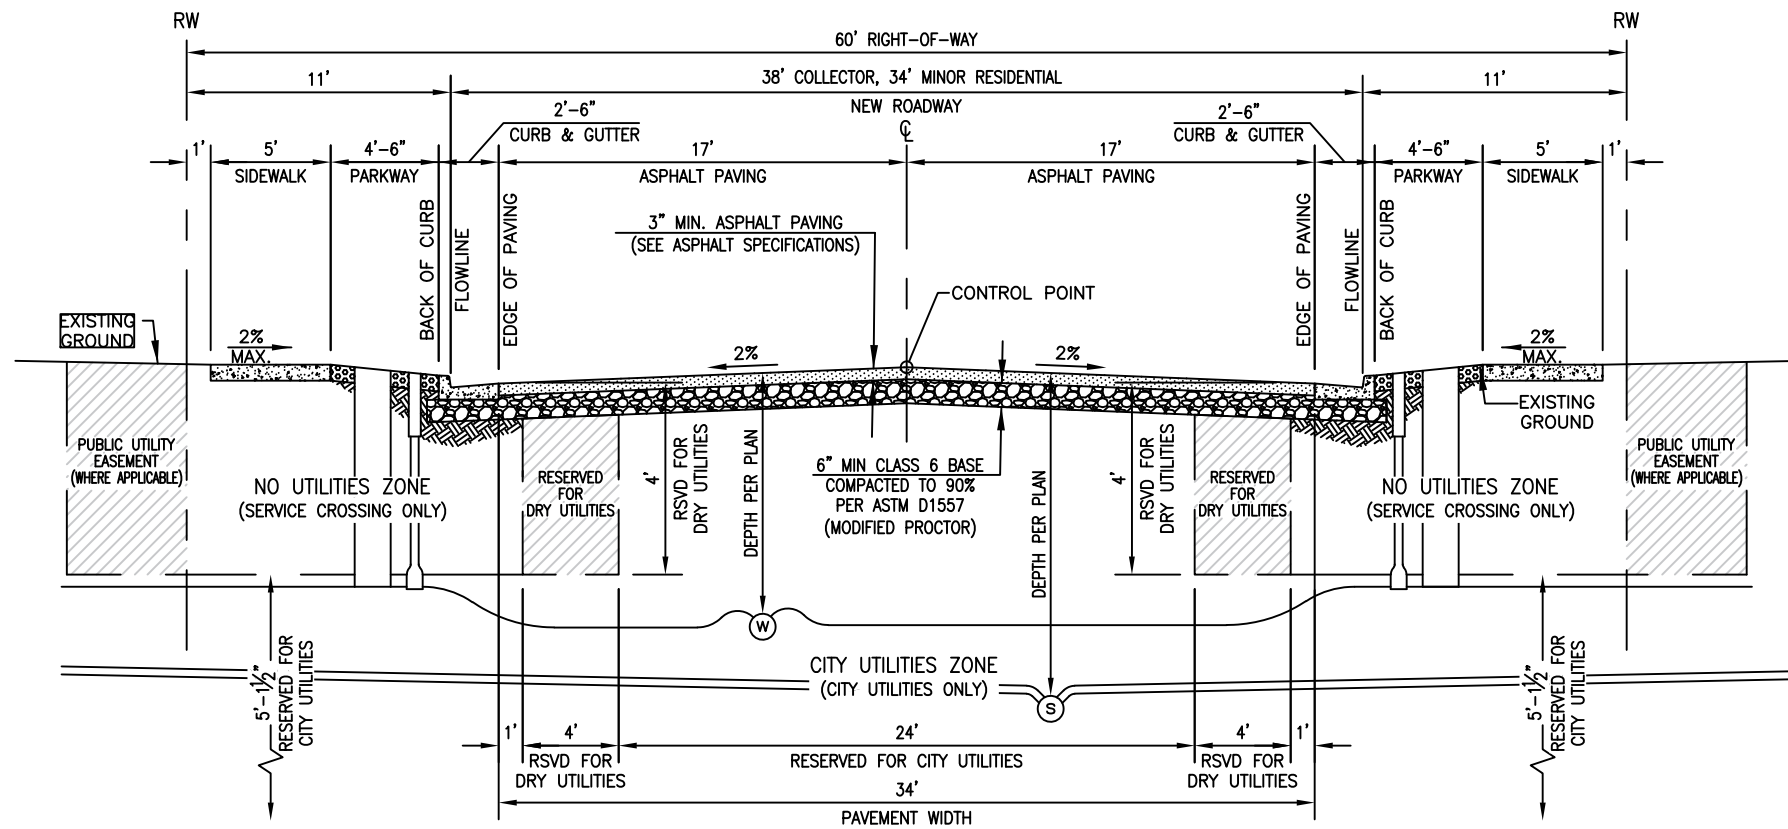 RW
RW
60' RIGHT-OF-WAY
11'
38' COLLECTOR, 34' MINOR RESIDENTIAL
11'
NEW ROADWAY
2'-6"
CURB & GUTTER
℄
2'-6"
CURB & GUTTER
1'
5'
SIDEWALK
4'-6"
PARKWAY
17'
ASPHALT PAVING
17'
ASPHALT PAVING
4'-6"
PARKWAY
5'
SIDEWALK
1'
BACK OF CURB
FLOWLINE
EDGE OF PAVING
3" MIN. ASPHALT PAVING
(SEE ASPHALT SPECIFICATIONS)
EDGE OF PAVING
FLOWLINE
BACK OF CURB
CONTROL POINT
EXISTING
GROUND
2%
MAX.
2%
2%
2%
MAX.
EXISTING
GROUND
PUBLIC UTILITY
EASEMENT
(WHERE APPLICABLE)
NO UTILITIES ZONE
(SERVICE CROSSING ONLY)
RESERVED
FOR
DRY UTILITIES
4'
RSVD FOR
DRY UTILITIES
DEPTH PER PLAN
6" MIN CLASS 6 BASE
COMPACTED TO 90%
PER ASTM D1557
(MODIFIED PROCTOR)
DEPTH PER PLAN
4'
RSVD FOR
DRY UTILITIES
RESERVED
FOR
DRY UTILITIES
NO UTILITIES ZONE
(SERVICE CROSSING ONLY)
PUBLIC UTILITY
EASEMENT
(WHERE APPLICABLE)
W
CITY UTILITIES ZONE
(CITY UTILITIES ONLY)
S
5'-1½"
RESERVED FOR
CITY UTILITIES
5'-1½"
RESERVED FOR
CITY UTILITIES
1'
4'
RSVD FOR
DRY UTILITIES
24'
RESERVED FOR CITY UTILITIES
4'
RSVD FOR
DRY UTILITIES
1'
34'
PAVEMENT WIDTH